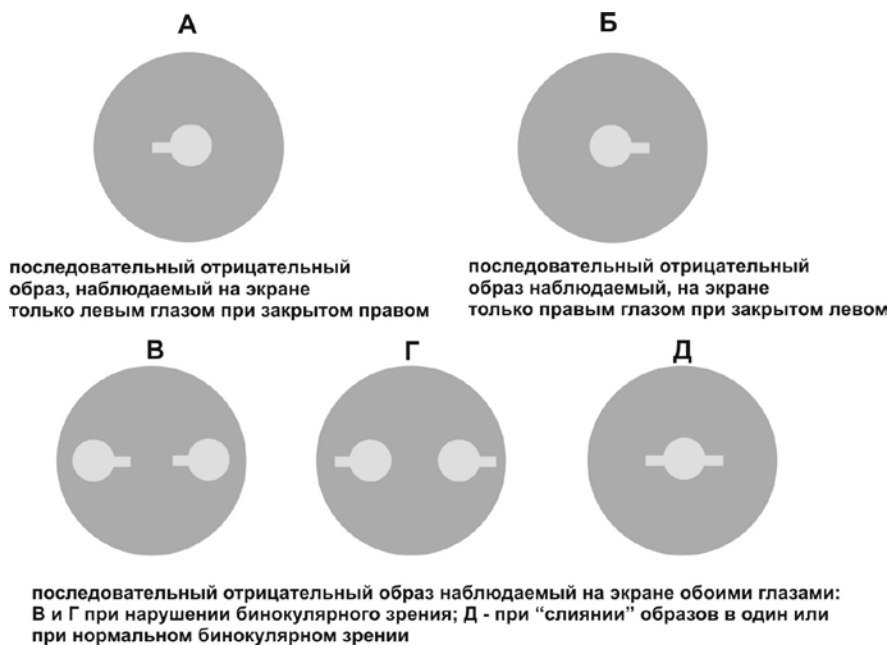 А
Б
последовательный отрицательный
образ, наблюдаемый на экране
только левым глазом при закрытом правом
последовательный отрицательный
образ наблюдаемый, на экране
только правым глазом при закрытом левом
В
Г
Д
последовательный отрицательный образ наблюдаемый на экране обоими глазами:
В и Г при нарушении бинокулярного зрения; Д - при “слиянии” образов в один или
при нормальном бинокулярном зрении